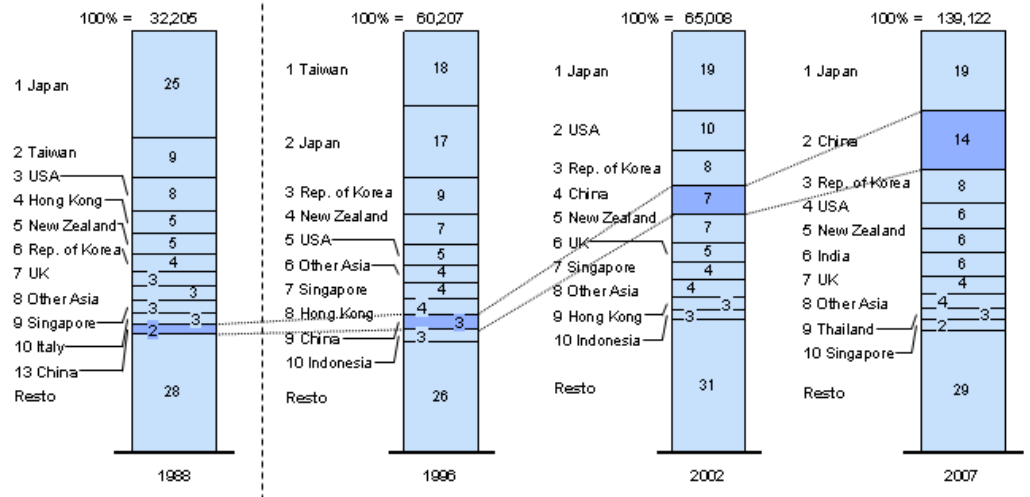 100% = 32,205
1 Japan 25
2 Taiwan 9
3 USA 8
4 Hong Kong 5
5 New Zealand 5
6 Rep. of Korea 4
7 UK 3
8 Other Asia 3
9 Singapore 3
10 Italy 3
13 China 2
Resto 28
1988
100% = 60,207
1 Taiwan 18
2 Japan 17
3 Rep. of Korea 9
4 New Zealand 7
5 USA 5
6 Other Asia 4
7 Singapore 4
8 Hong Kong 4
9 China 3
10 Indonesia 3
Resto 26
1996
100% = 65,008
1 Japan 19
2 USA 10
3 Rep. of Korea 8
4 China 7
5 New Zealand 7
6 UK 5
7 Singapore 4
8 Other Asia 4
9 Hong Kong 3
10 Indonesia 3
Resto 31
2002
100% = 139,122
1 Japan 19
2 China 14
3 Rep. of Korea 8
4 USA 6
5 New Zealand 6
6 India 6
7 UK 4
8 Other Asia 4
9 Thailand 3
10 Singapore 2
Resto 29
2007